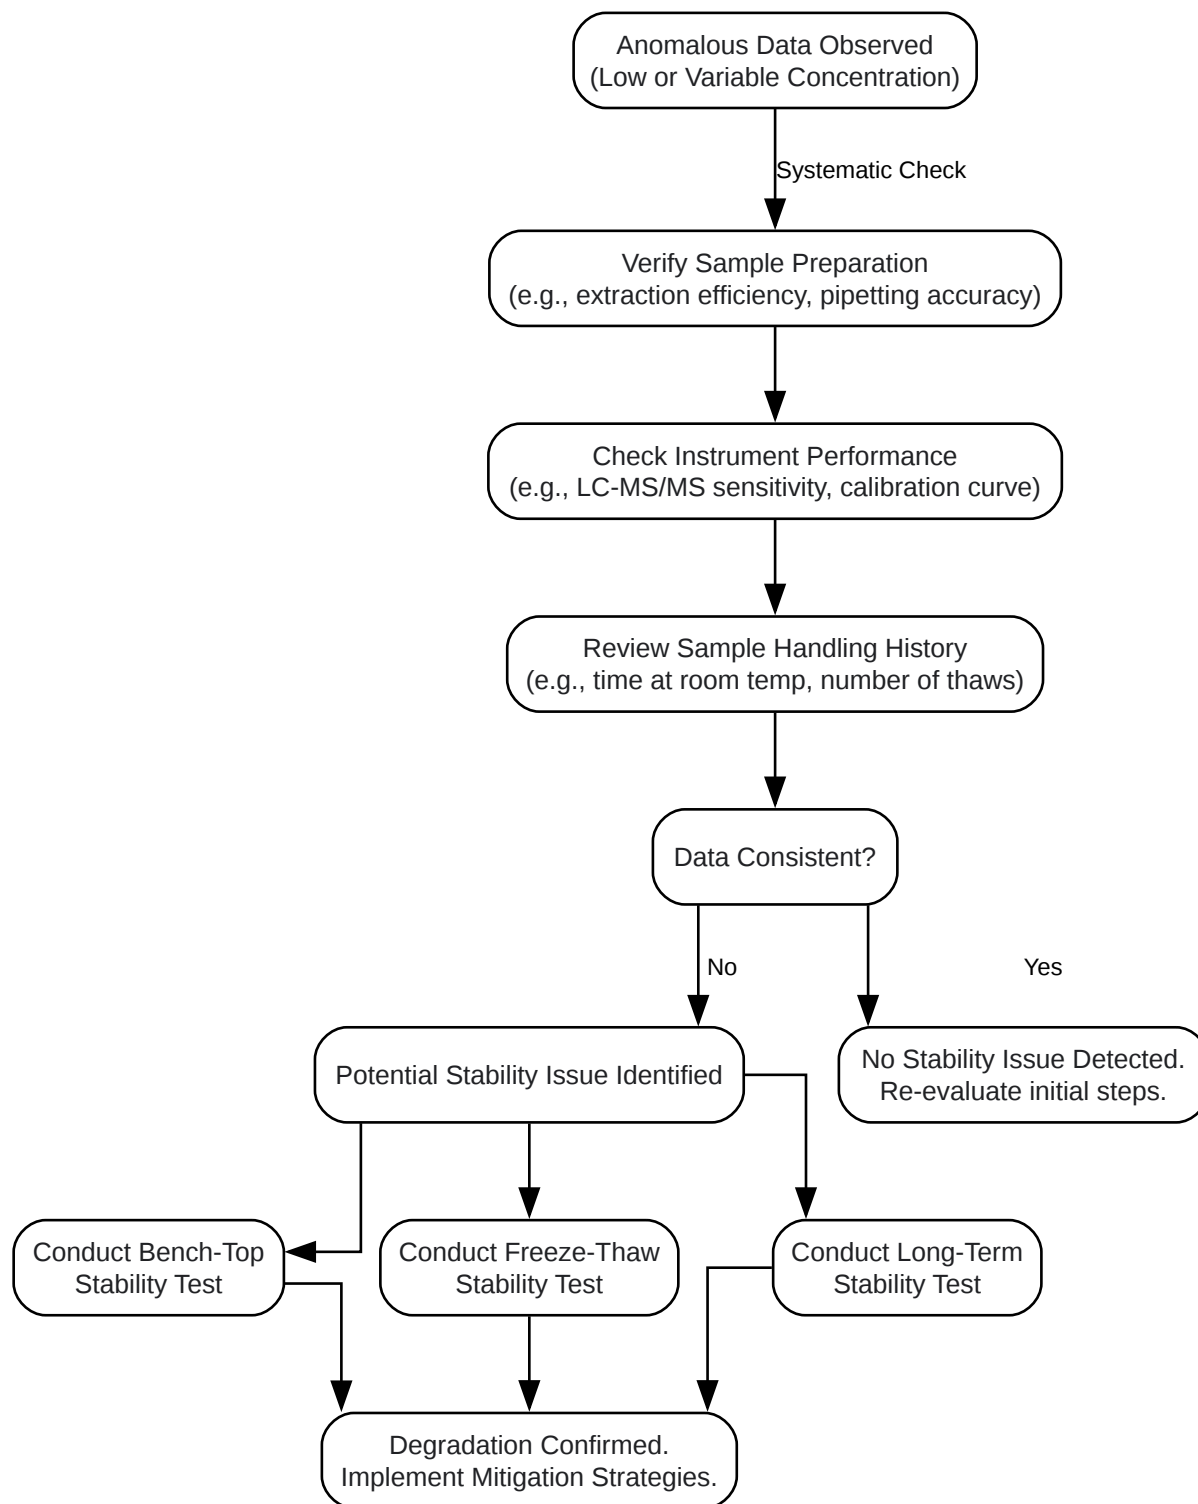 Anomalous Data Observed
(Low or Variable Concentration)
Systematic Check
Verify Sample Preparation
(e.g., extraction efficiency, pipetting accuracy)
Check Instrument Performance
(e.g., LC-MS/MS sensitivity, calibration curve)
Review Sample Handling History
(e.g., time at room temp, number of thaws)
Data Consistent?
No
Yes
Potential Stability Issue Identified
No Stability Issue Detected.
Re-evaluate initial steps.
Conduct Bench-Top
Stability Test
Conduct Freeze-Thaw
Stability Test
Conduct Long-Term
Stability Test
Degradation Confirmed.
Implement Mitigation Strategies.